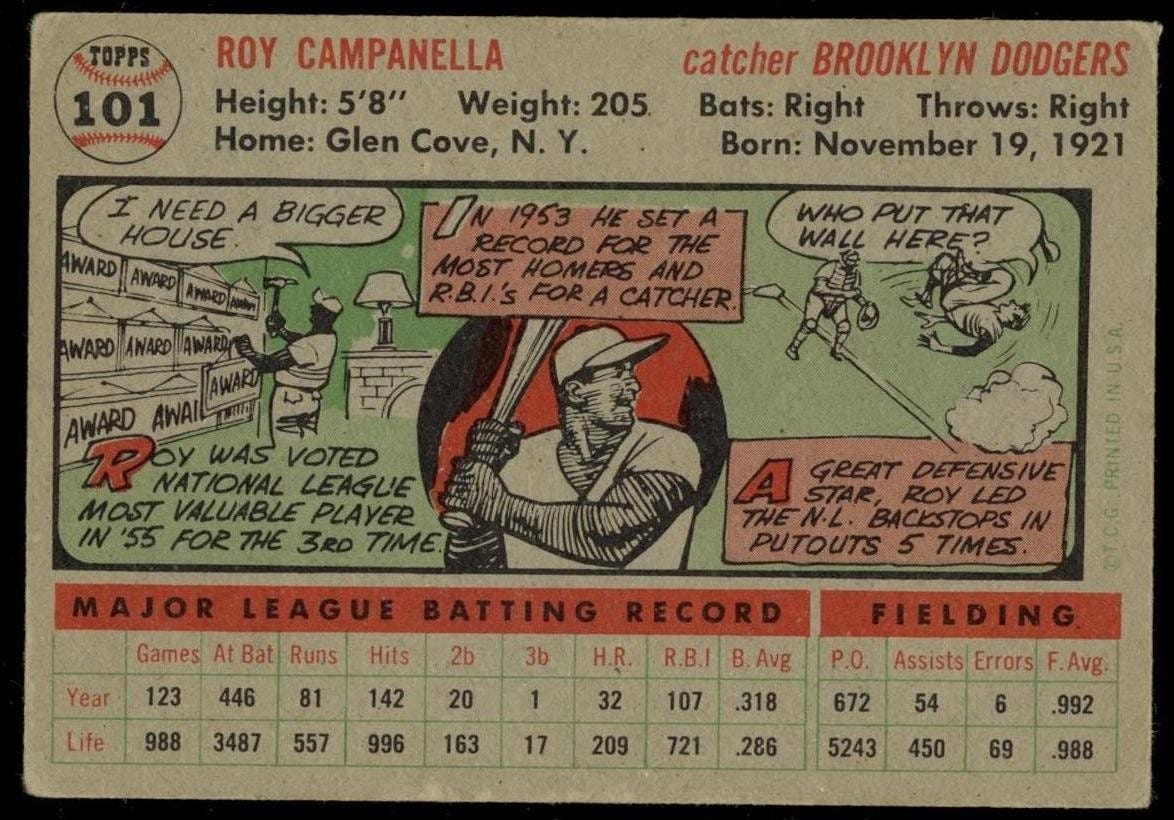 TOPPS
101
ROY CAMPANELLA
catcher BROOKLYN DODGERS
Height: 5'8" Weight: 205 Bats: Right Throws: Right
Home: Glen Cove, N. Y. Born: November 19, 1921
I NEED A BIGGER
HOUSE.
AWARD AWARD AWARD AWARD
AWARD AWARD AWARD
AWARD
AWARD AWAR
ROY WAS VOTED
NATIONAL LEAGUE
MOST VALUABLE PLAYER
IN '55 FOR THE 3RD TIME.
IN 1953 HE SET A
RECORD FOR THE
MOST HOMERS AND
R.B.I.'s FOR A CATCHER.
WHO PUT THAT
WALL HERE?
A GREAT DEFENSIVE
STAR, ROY LED
THE N.L. BACKSTOPS IN
PUTOUTS 5 TIMES.
©T.C.G. PRINTED IN U.S.A.
MAJOR LEAGUE BATTING RECORD FIELDING
Games At Bat Runs Hits 2b 3b H.R. R.B.I B. Avg P.O. Assists Errors F. Avg.
Year 123 446 81 142 20 1 32 107 .318 672 54 6 .992
Life 988 3487 557 996 163 17 209 721 .286 5243 450 69 .988